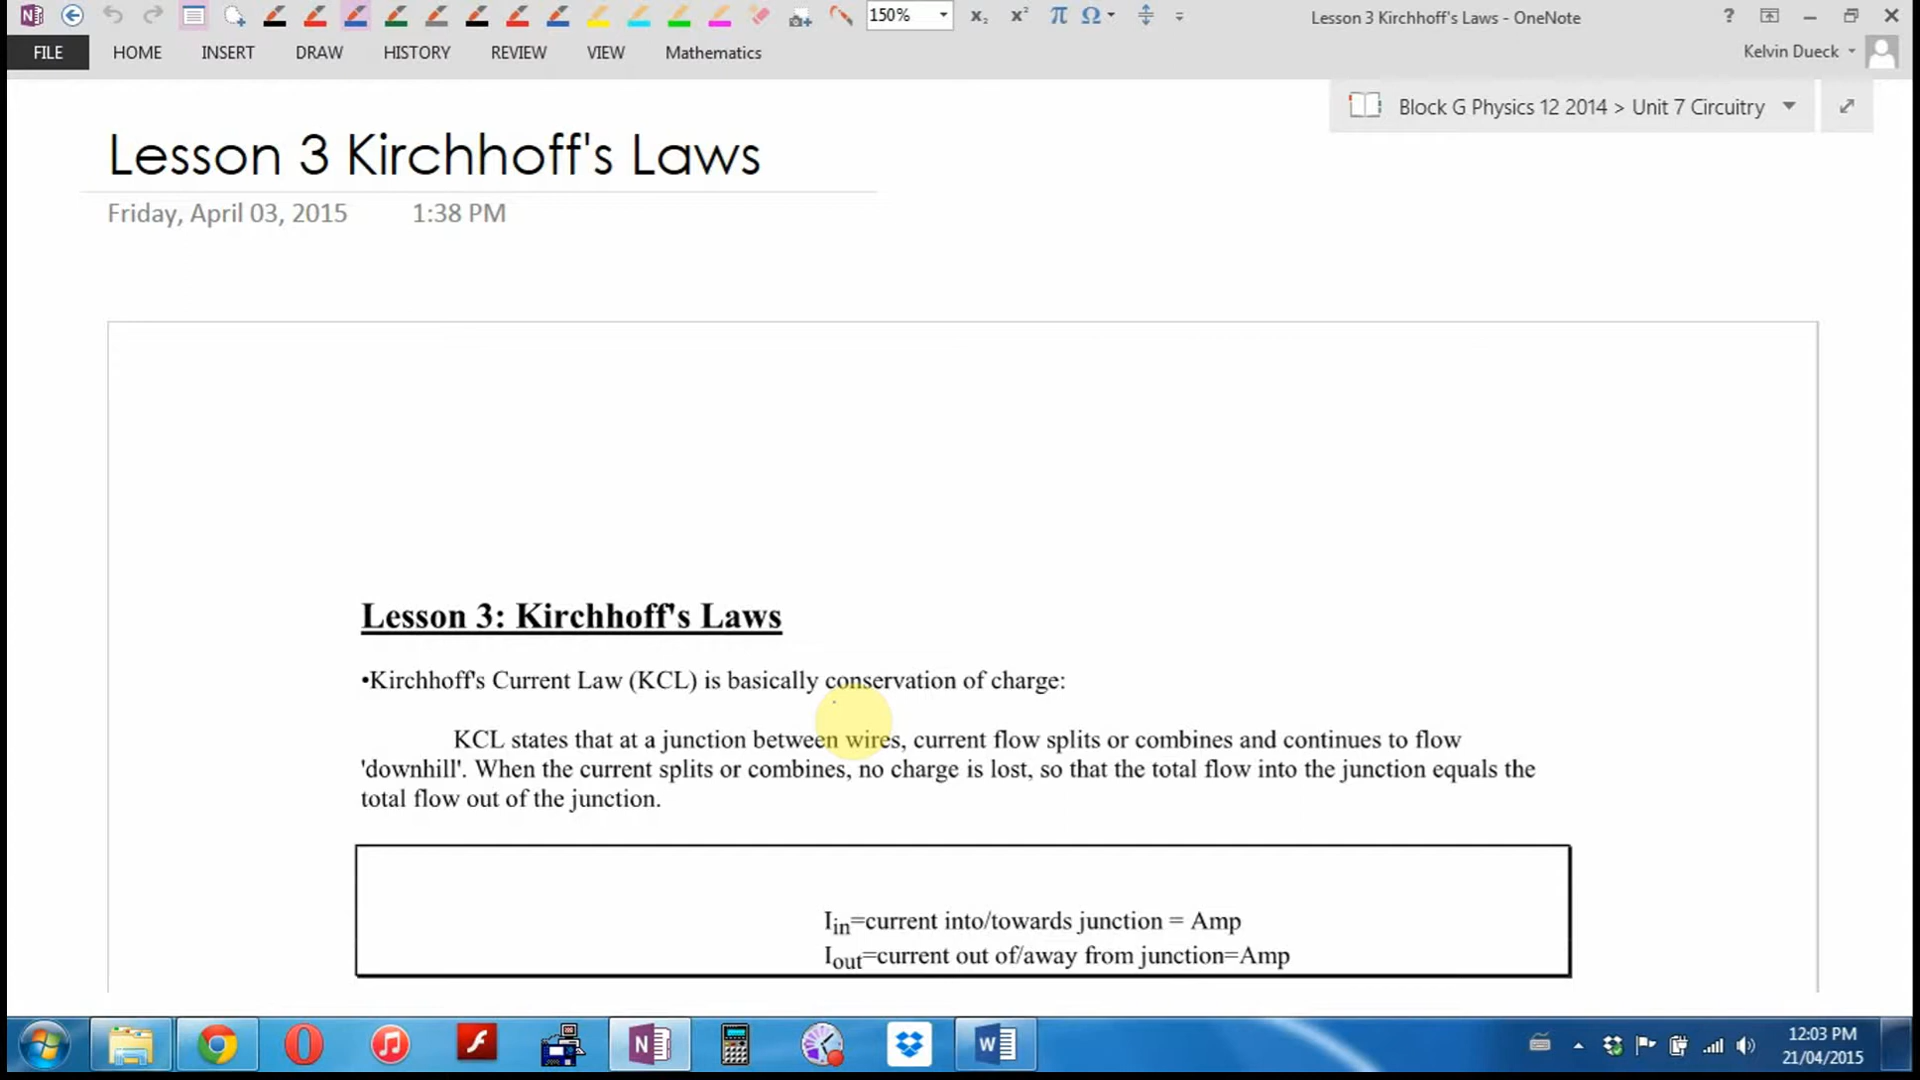 150%
x₂ x² π Ω
Lesson 3 Kirchhoff's Laws - OneNote
?
FILE HOME INSERT DRAW HISTORY REVIEW VIEW Mathematics
Kelvin Dueck
Block G Physics 12 2014 > Unit 7 Circuitry
Lesson 3 Kirchhoff's Laws
Friday, April 03, 2015 1:38 PM
Lesson 3: Kirchhoff's Laws
•Kirchhoff's Current Law (KCL) is basically conservation of charge:
KCL states that at a junction between wires, current flow splits or combines and continues to flow
'downhill'. When the current splits or combines, no charge is lost, so that the total flow into the junction equals the
total flow out of the junction.
Iin=current into/towards junction = Amp
Iout=current out of/away from junction=Amp
12:03 PM
21/04/2015